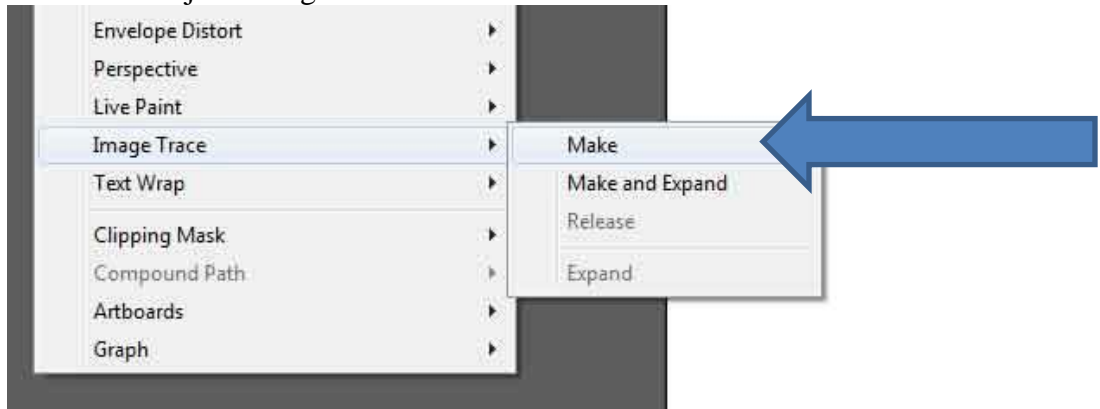 Envelope Distort
Perspective
Live Paint
Image Trace
Text Wrap
Clipping Mask
Compound Path
Artboards
Graph
Make
Make and Expand
Release
Expand